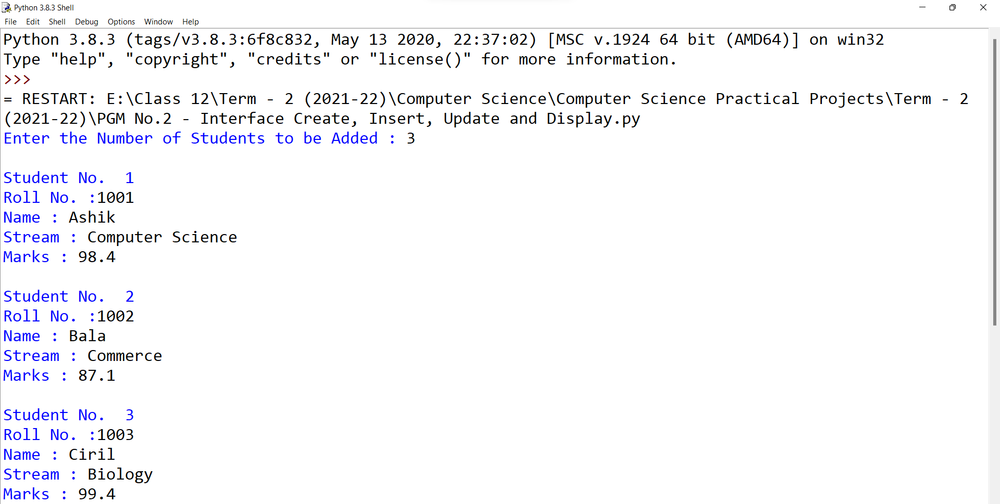 Python 3.8.3 Shell
File Edit Shell Debug Options Window Help
Python 3.8.3 (tags/v3.8.3:6f8c832, May 13 2020, 22:37:02) [MSC v.1924 64 bit (AMD64)] on win32
Type "help", "copyright", "credits" or "license()" for more information.
>>>
= RESTART: E:\Class 12\Term - 2 (2021-22)\Computer Science\Computer Science Practical Projects\Term - 2
(2021-22)\PGM No.2 - Interface Create, Insert, Update and Display.py
Enter the Number of Students to be Added : 3
Student No.  1
Roll No. :1001
Name : Ashik
Stream : Computer Science
Marks : 98.4
Student No.  2
Roll No. :1002
Name : Bala
Stream : Commerce
Marks : 87.1
Student No.  3
Roll No. :1003
Name : Ciril
Stream : Biology
Marks : 99.4